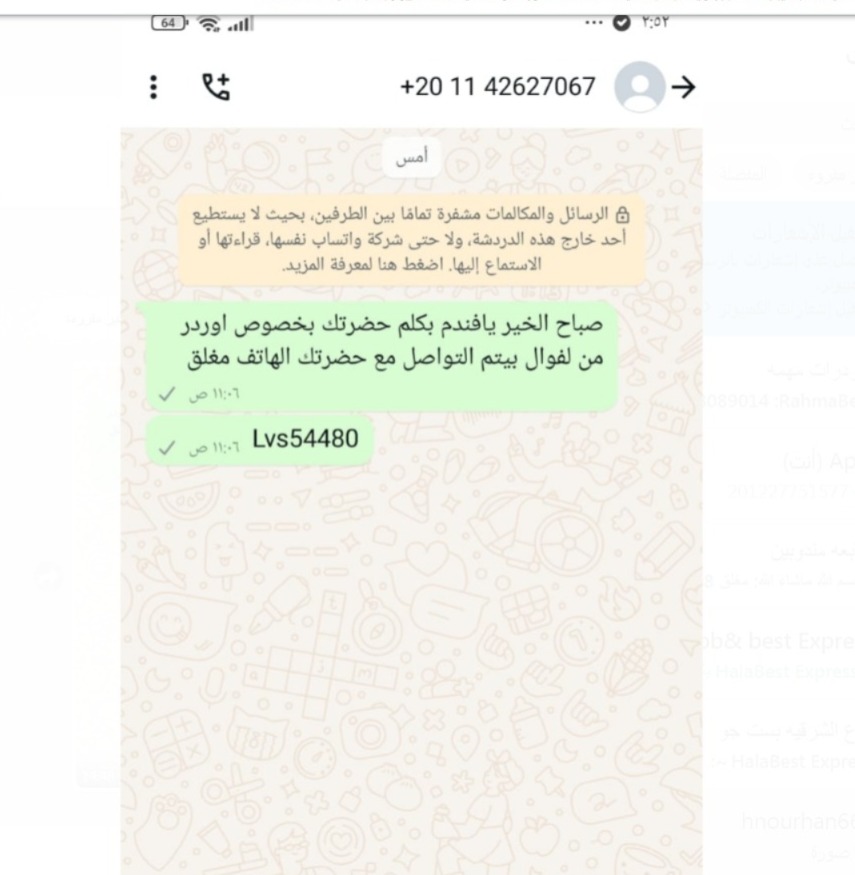 64
٢:٥٢
+20 11 42627067
أمس
الرسائل والمكالمات مشفرة تمامًا بين الطرفين، بحيث لا يستطيع
أحد خارج هذه الدردشة، ولا حتى شركة واتساب نفسها، قراءتها أو
الاستماع إليها. اضغط هنا لمعرفة المزيد.
صباح الخير يافندم بكلم حضرتك بخصوص اوردر
من لفوال بيتم التواصل مع حضرتك الهاتف مغلق
١١:٠٦ ص
Lvs54480
١١:٠٦ ص